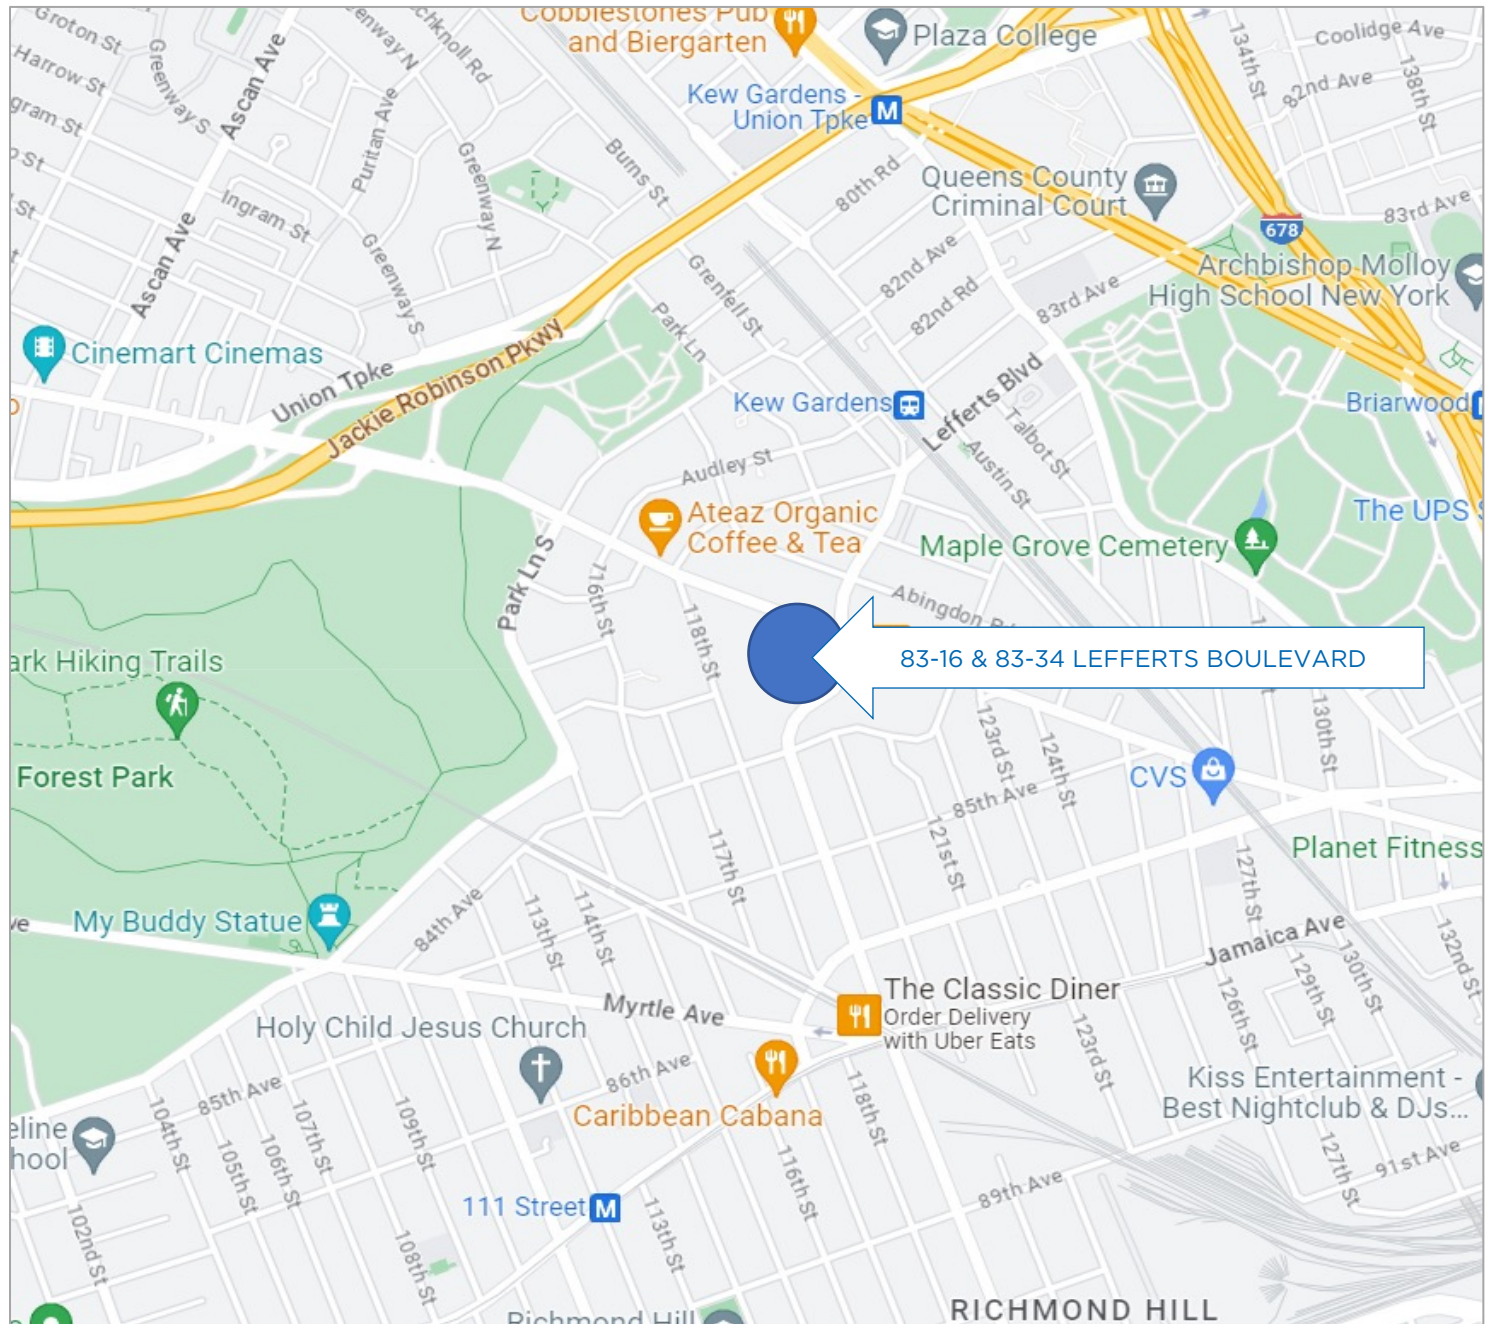 Groton St
Harrow St
gram St
St
St
Greenway S
Ascan Ave
Greenway N
chknoll Rd
Cobblestones Pub
and Biergarten
Plaza College
134th St
Coolidge Ave
82nd Ave
138th St
Kew Gardens -
Union Tpke
Puritan Ave
Greenway N
Burns St
80th Rd
Queens County
Criminal Court
83rd Ave
678
Ingram St
Ascan Ave
Greenway S
Grenfell St
82nd Ave
82nd Rd
83rd Ave
Archbishop Molloy
High School New York
Park Ln
Cinemart Cinemas
Union Tpke
Jackie Robinson Pkwy
Kew Gardens
Lefferts Blvd
Talbot St
Austin St
Briarwood
Audley St
Ateaz Organic
Coffee & Tea
The UPS S
Maple Grove Cemetery
Park Ln S
116th St
118th St
Abingdon R
83-16 & 83-34 LEFFERTS BOULEVARD
ark Hiking Trails
Forest Park
123rd St
124th St
130th St
CVS
85th Ave
117th St
121st St
127th St
Planet Fitness
My Buddy Statue
84th Ave
113th St
114th St
Jamaica Ave
132nd St
ve
Myrtle Ave
The Classic Diner
Order Delivery
with Uber Eats
126th St
129th St
130th St
Holy Child Jesus Church
86th Ave
123rd St
85th Ave
Caribbean Cabana
118th St
Kiss Entertainment -
Best Nightclub & DJs...
eline
hool
104th St
105th St
106th St
107th St
109th St
116th St
127th St
91st Ave
111 Street
89th Ave
102nd St
108th St
113th St
Richmond Hill
RICHMOND HILL